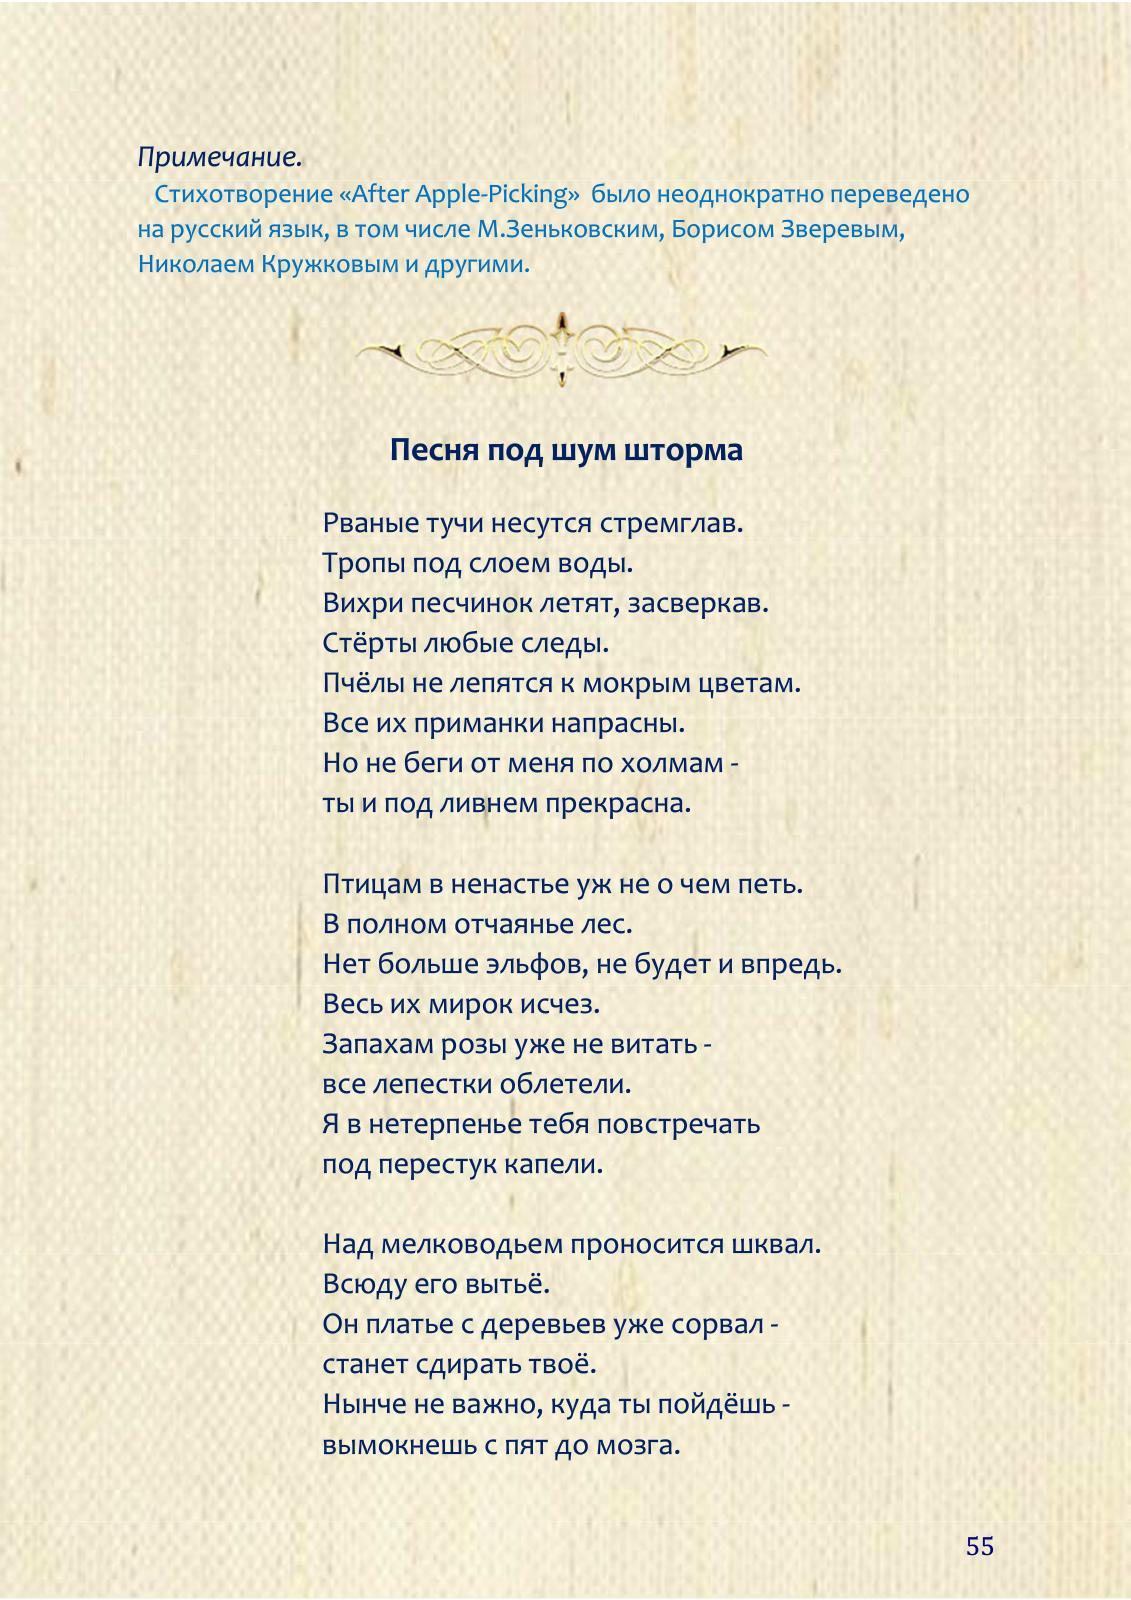 Примечание.
Стихотворение «After Apple-Picking» было неоднократно переведено
на русский язык, в том числе М.Зеньковским, Борисом Зверевым,
Николаем Кружковым и другими.
Песня под шум шторма
Рваные тучи несутся стремглав.
Тропы под слоем воды.
Вихри песчинок летят, засверкав.
Стёрты любые следы.
Пчёлы не лепятся к мокрым цветам.
Все их приманки напрасны.
Но не беги от меня по холмам -
ты и под ливнем прекрасна.
Птицам в ненастье уж не о чем петь.
В полном отчаянье лес.
Нет больше эльфов, не будет и впредь.
Весь их мирок исчез.
Запахам розы уже не витать -
все лепестки облетели.
Я в нетерпенье тебя повстречать
под перестук капели.
Над мелководьем проносится шквал.
Всюду его вытьё.
Он платье с деревьев уже сорвал -
станет сдирать твоё.
Нынче не важно, куда ты пойдёшь -
вымокнешь с пят до мозга.
55